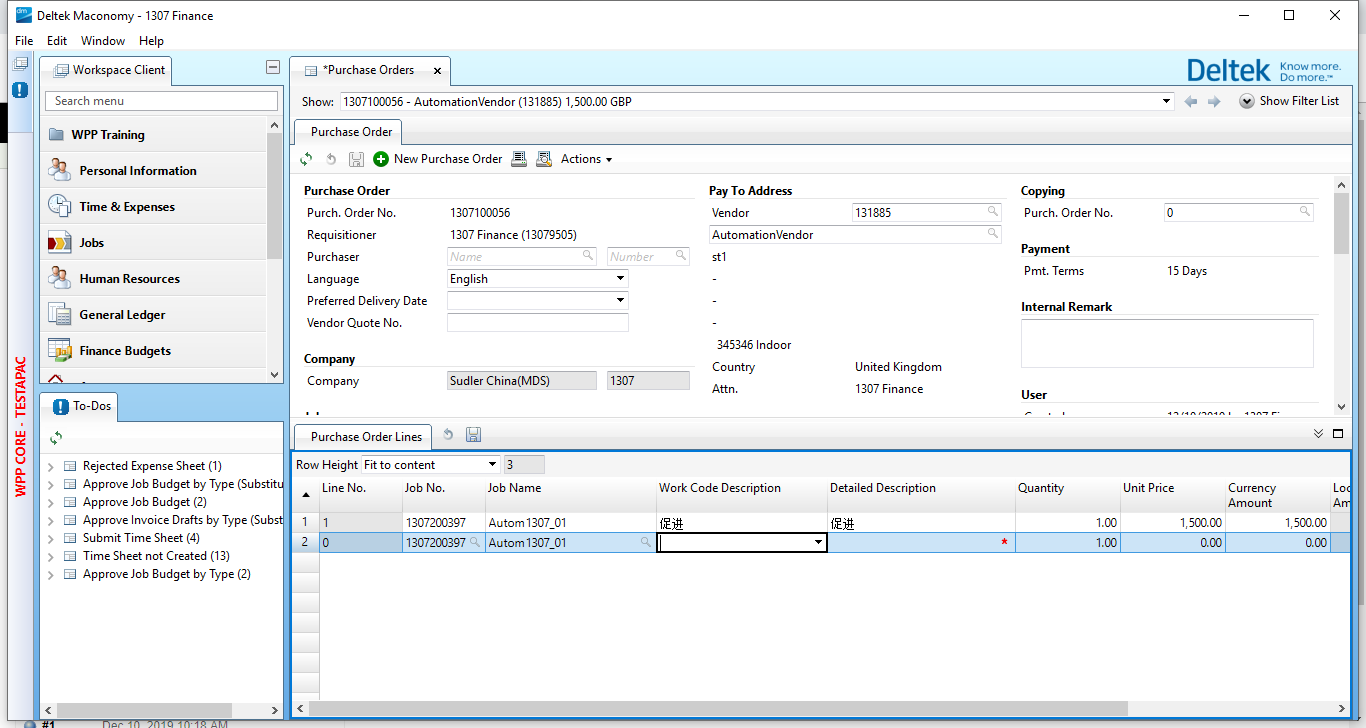 Deltek Maconomy - 1307 Finance
File Edit Window Help
Workspace Client
*Purchase Orders
Deltek Know more. Do more.™
Search menu
Show: 1307100056 - AutomationVendor (131885) 1,500.00 GBP
Show Filter List
WPP Training
Personal Information
Time & Expenses
Jobs
Human Resources
General Ledger
Finance Budgets
WPP CORE - TESTAPAC
To-Dos
Rejected Expense Sheet (1)
Approve Job Budget by Type (Substitu
Approve Job Budget (2)
Approve Invoice Drafts by Type (Subst
Submit Time Sheet (4)
Time Sheet not Created (13)
Approve Job Budget by Type (2)
Purchase Order
New Purchase Order Actions
Purchase Order
Purch. Order No. 1307100056
Requisitioner 1307 Finance (13079505)
Purchaser Name Number
Language English
Preferred Delivery Date
Vendor Quote No.
Company
Company Sudler China(MDS) 1307
Pay To Address
Vendor 131885
AutomationVendor
st1
-
-
-
345346 Indoor
Country United Kingdom
Attn. 1307 Finance
Copying
Purch. Order No. 0
Payment
Pmt. Terms 15 Days
Internal Remark
User
Purchase Order Lines
Row Height Fit to content 3
Line No. Job No. Job Name Work Code Description Detailed Description Quantity Unit Price Currency Amount
1 1 1307200397 Autom1307_01 促进 促进 1.00 1,500.00 1,500.00
2 0 1307200397 Autom1307_01 * 1.00 0.00 0.00
#1 Dec 10, 2019 10:18 AM